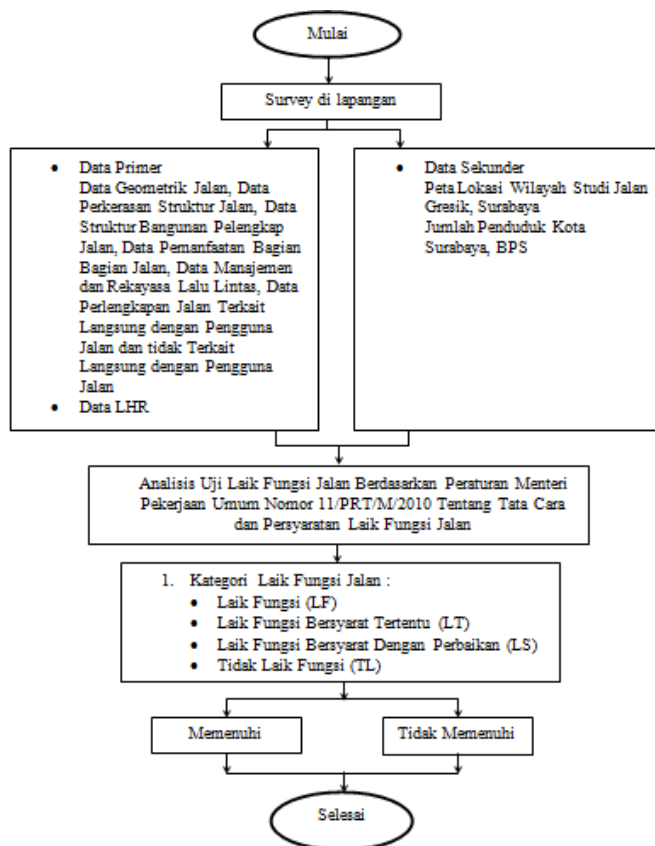 Mulai
Survey di lapangan
• Data Primer
Data Geometrik Jalan, Data
Perkerasan Struktur Jalan, Data
Struktur Bangunan Pelengkap
Jalan, Data Pemanfaatan Bagian
Bagian Jalan, Data Manajemen
dan Rekayasa Lalu Lintas, Data
Perlengkapan Jalan Terkait
Langsung dengan Pengguna
Jalan dan tidak Terkait
Langsung dengan Pengguna
Jalan
• Data LHR
• Data Sekunder
Peta Lokasi Wilayah Studi Jalan
Gresik, Surabaya
Jumlah Penduduk Kota
Surabaya, BPS
Analisis Uji Laik Fungsi Jalan Berdasarkan Peraturan Menteri
Pekerjaan Umum Nomor 11/PRT/M/2010 Tentang Tata Cara
dan Persyaratan Laik Fungsi Jalan
1. Kategori Laik Fungsi Jalan :
• Laik Fungsi (LF)
• Laik Fungsi Bersyarat Tertentu (LT)
• Laik Fungsi Bersyarat Dengan Perbaikan (LS)
• Tidak Laik Fungsi (TL)
Memenuhi
Tidak Memenuhi
Selesai